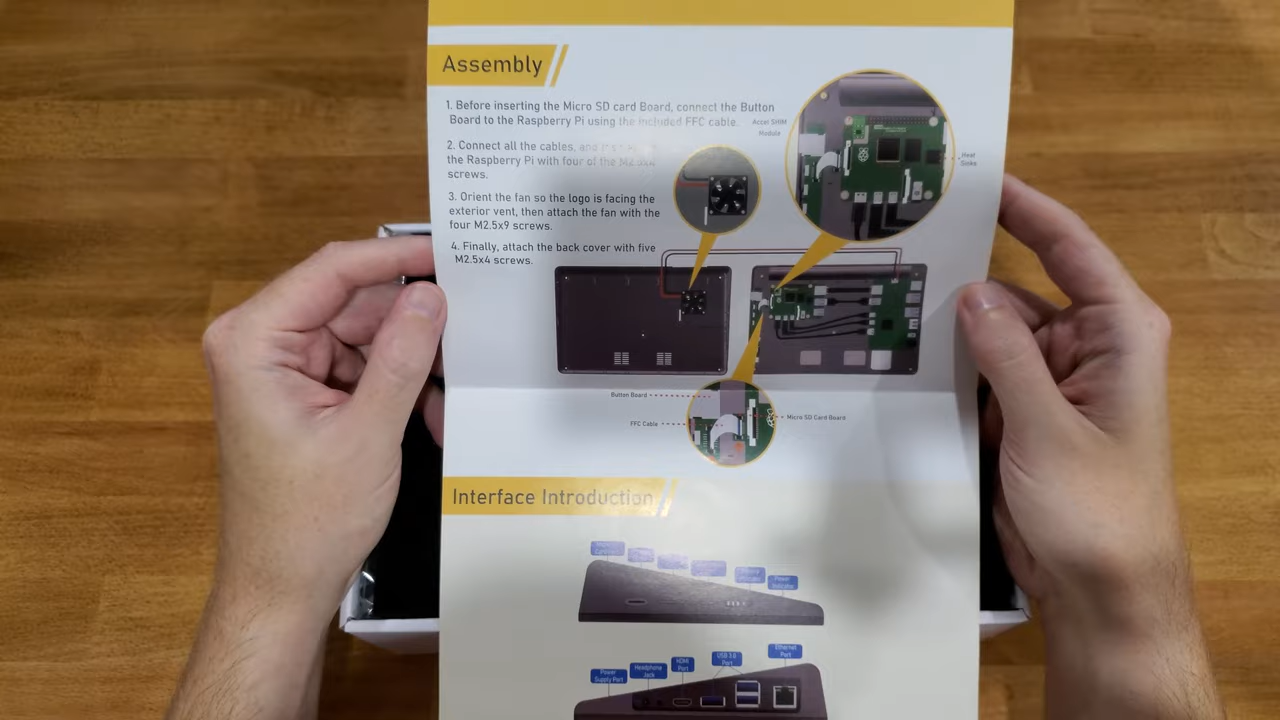 Assembly
1. Before inserting the Micro SD card Board, connect the Button
Board to the Raspberry Pi using the included FFC cable.
2. Connect all the cables, and
the Raspberry Pi with four of the
screws.
3. Orient the fan so the logo is facing the
exterior vent, then attach the fan with the
four M2.5x9 screws.
4. Finally, attach the back cover with five
M2.5x4 screws.
Accel SHIM
Module
Heat
Sinks
Button Board
FFC Cable
Micro SD Card Board
Interface Introduction
Power
Indicator
Power
Supply Port
Headphone
Jack
HDMI
Port
USB 3.0
Port
Ethernet
Port